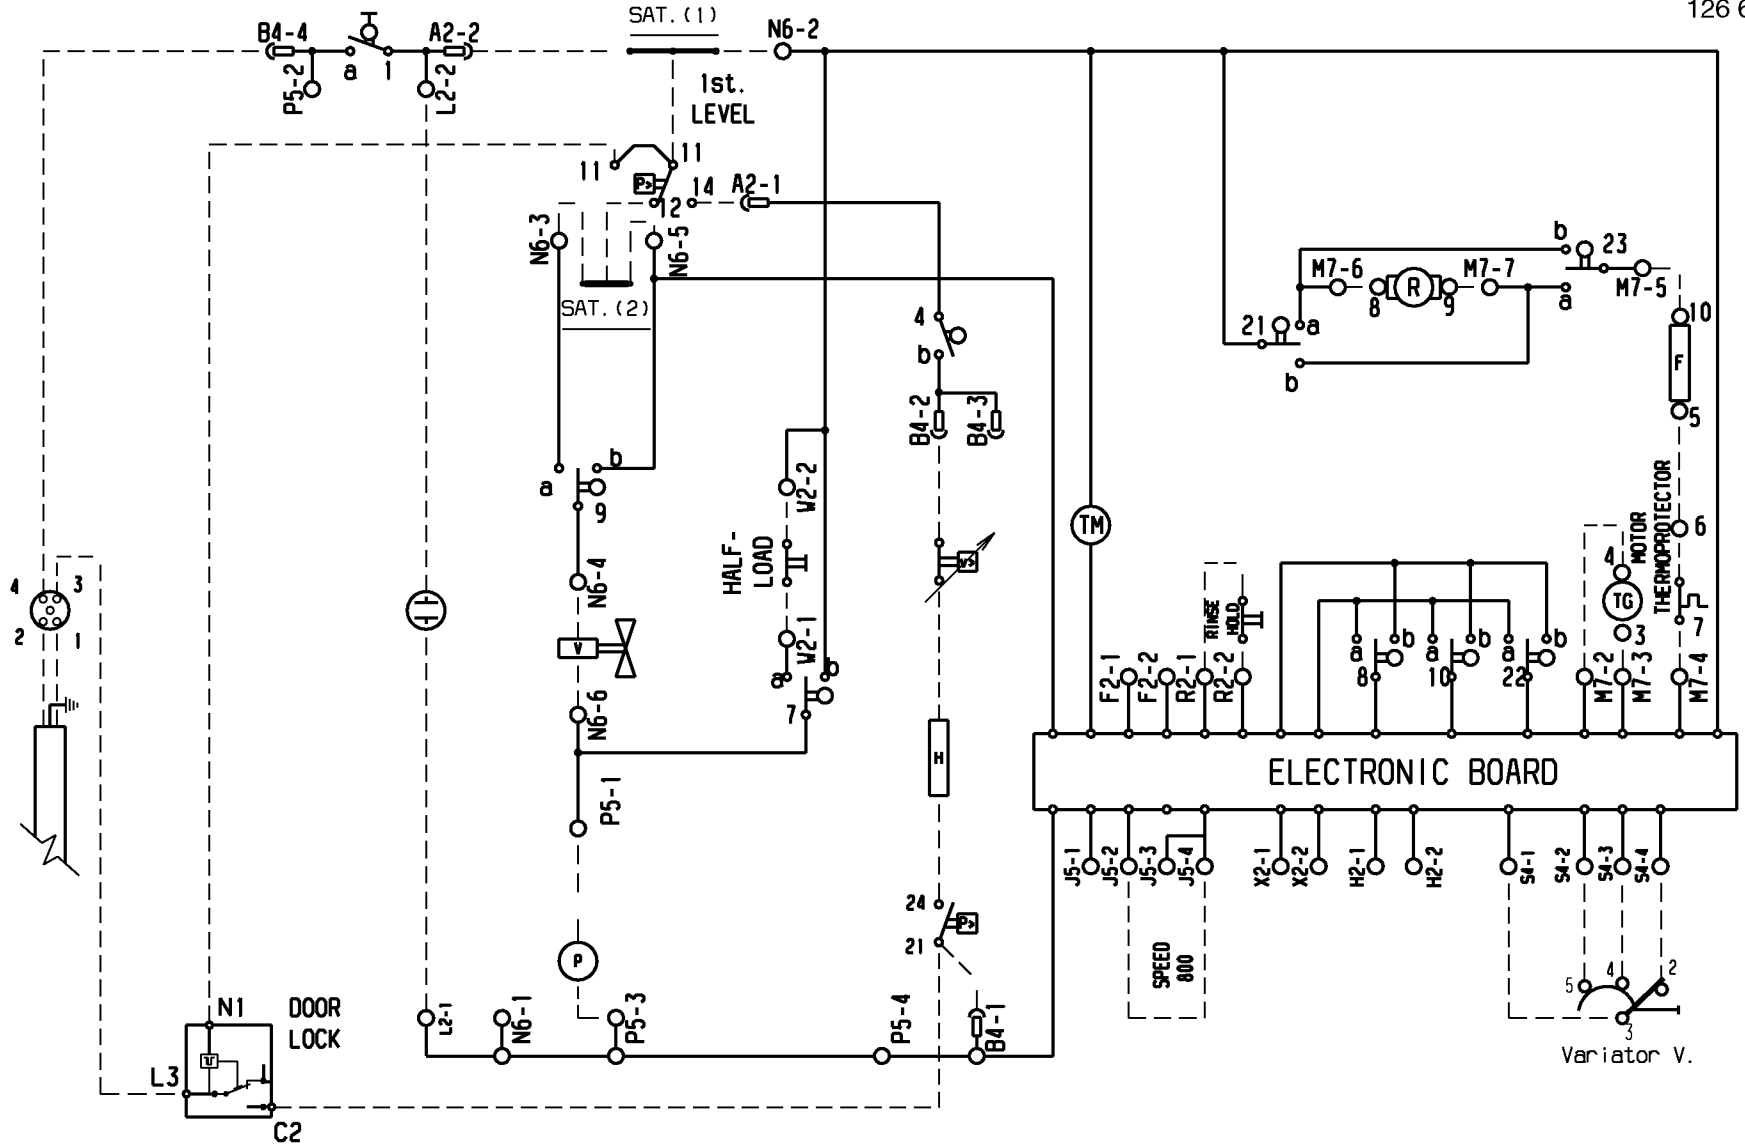 126 6
SAT.(1)
B4-4
A2-2
N6-2
P5-2
a
1
L2-2
1st.
LEVEL
11
11
P>
12
14
A2-1
N6-3
N6-5
SAT.(2)
b
23
M7-6
R
M7-7
M7-5
8
9
a
10
21
a
b
F
5
4
b
B4-2
B4-3
a
b
9
W2-2
HALF-
LOAD
W2-1
a
b
7
TM
V>
N6-4
V
N6-6
P5-1
4
3
2
1
RINSE
HOLD
F2-1
F2-2
R2-1
R2-2
a
b
8
a
b
10
a
b
22
4
TG
3
MOTOR
THERMOPROTECTOR
6
7
M7-2
M7-3
M7-4
H
ELECTRONIC BOARD
J5-1
J5-2
J5-3
J5-4
X2-1
X2-2
H2-1
H2-2
S4-1
S4-2
S4-3
S4-4
24
P>
21
P
SPEED
800
5
4
2
3
Variator V.
N1
DOOR
LOCK
L3
C2
L2-1
N6-1
P5-3
P5-4
B4-1